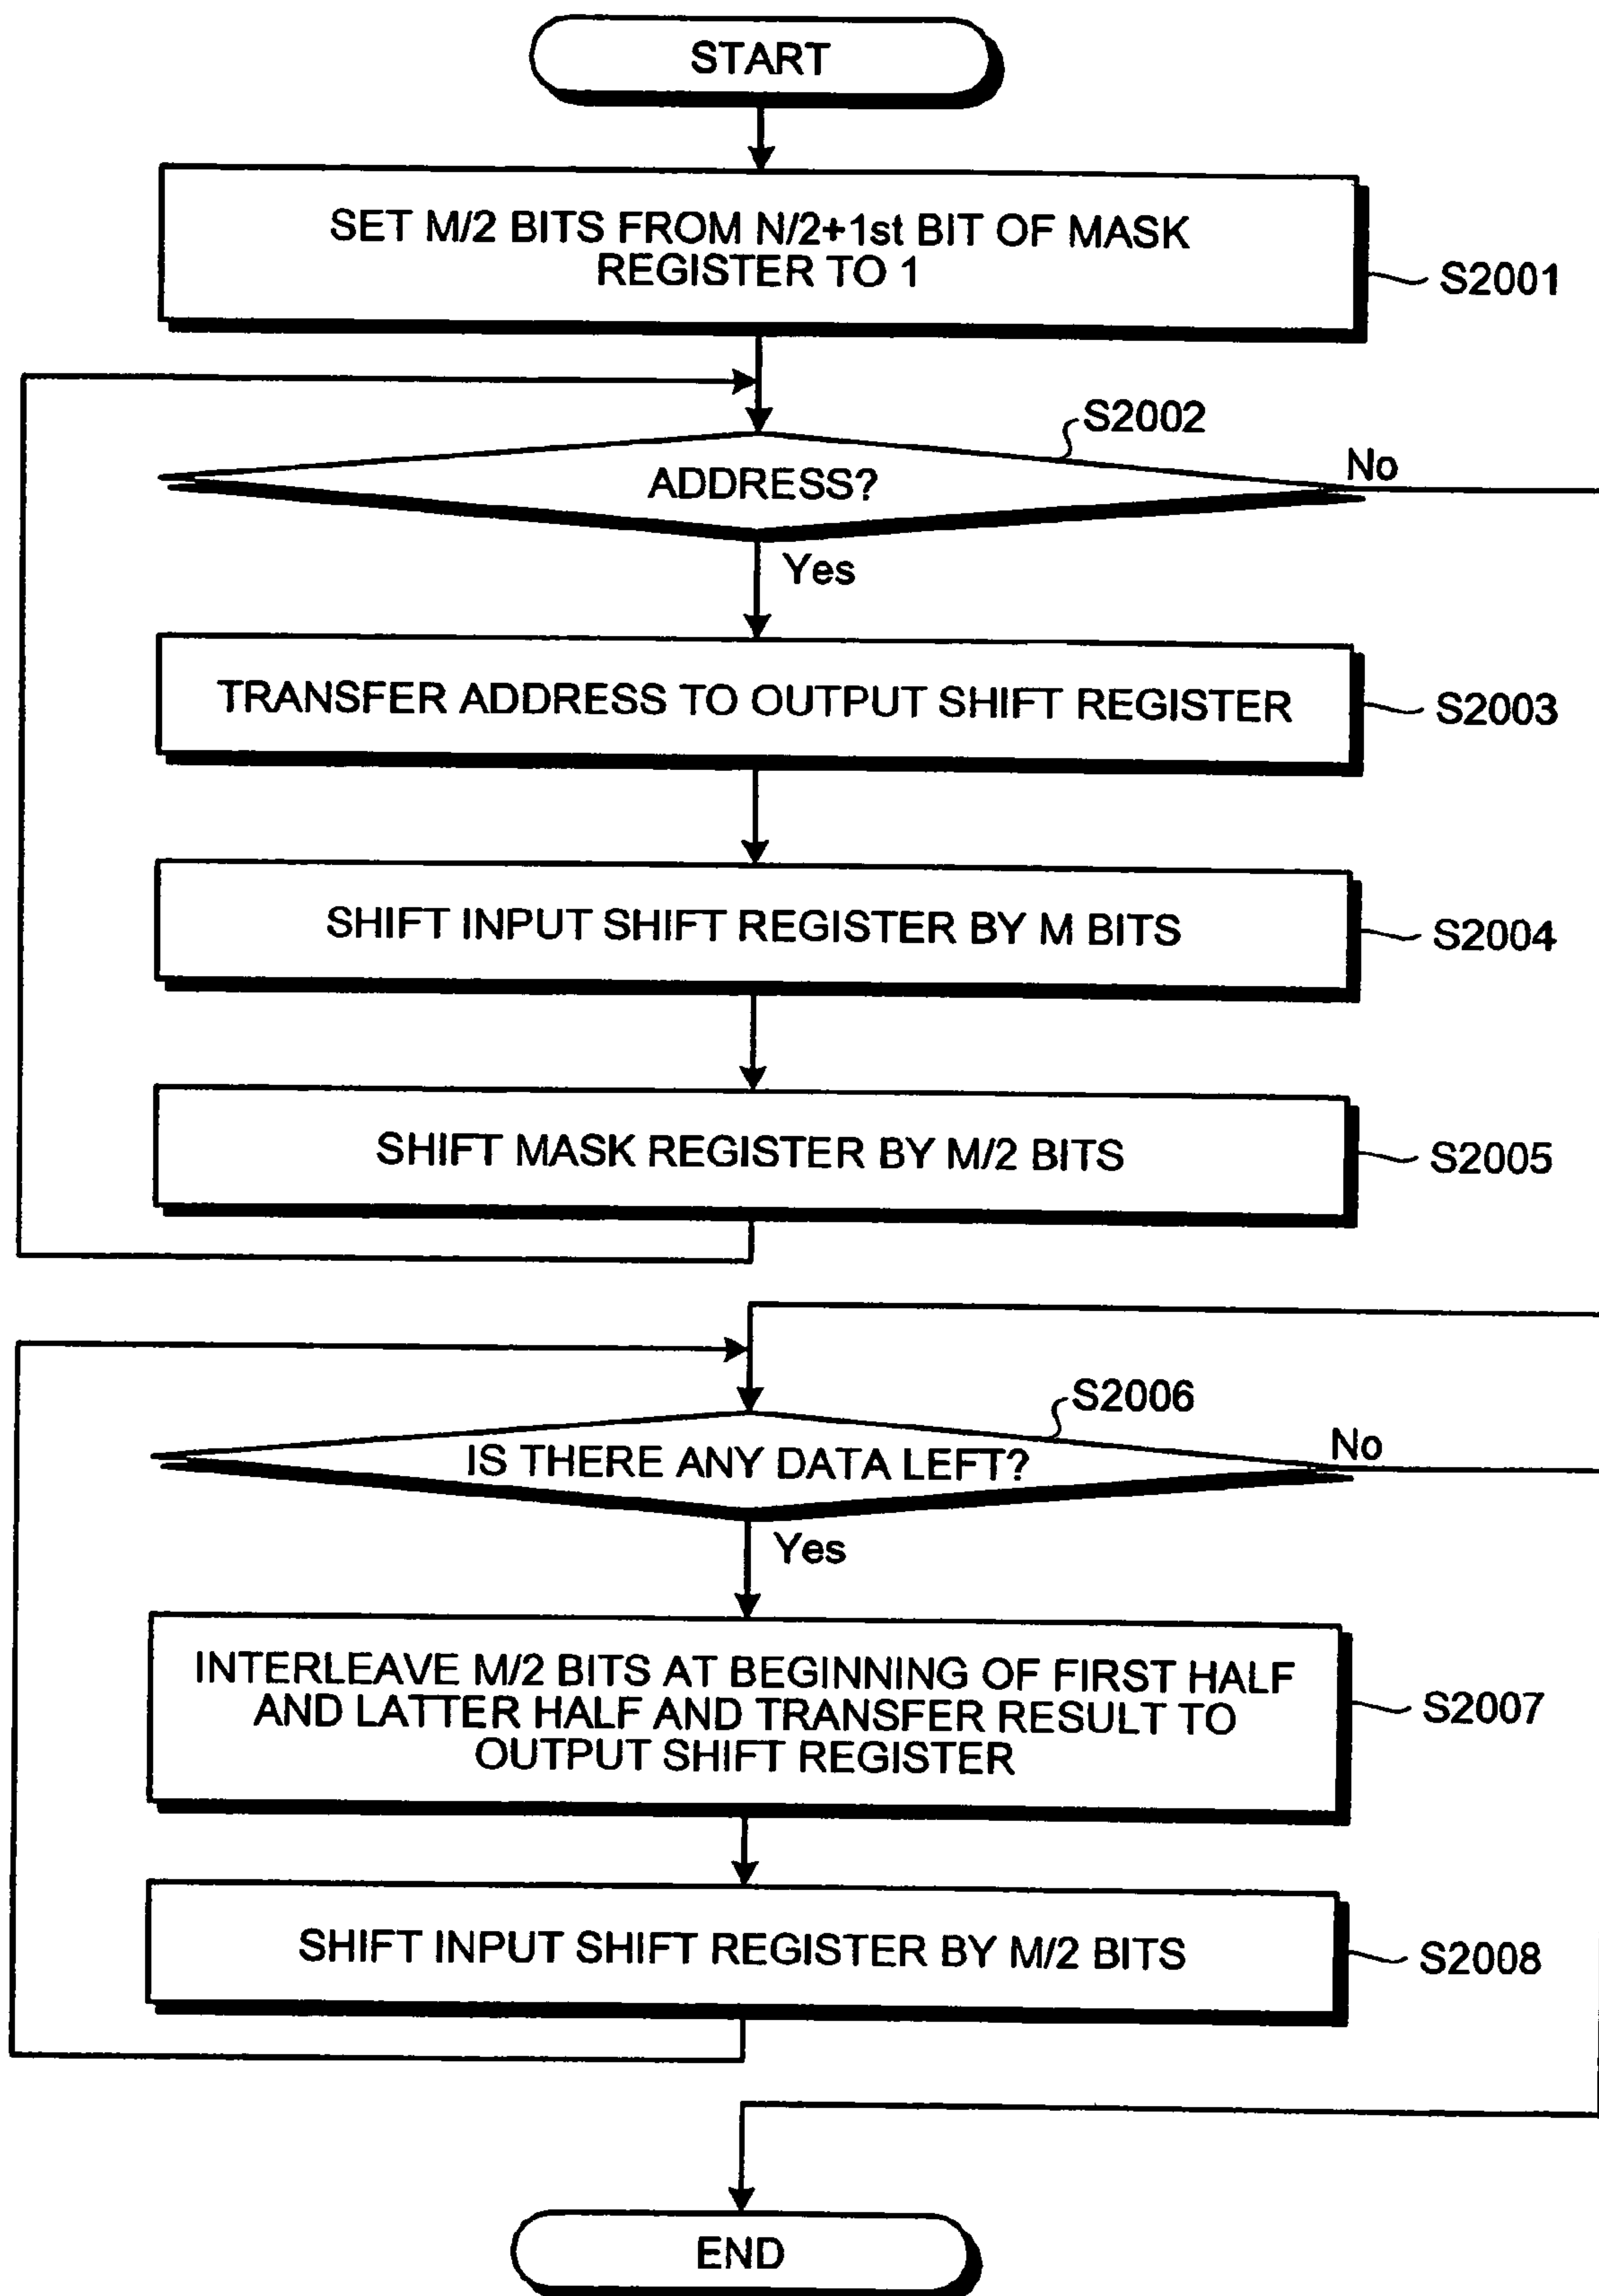 START
SET M/2 BITS FROM N/2+1st BIT OF MASK
REGISTER TO 1
S2001
S2002
ADDRESS?
No
Yes
TRANSFER ADDRESS TO OUTPUT SHIFT REGISTER
S2003
SHIFT INPUT SHIFT REGISTER BY M BITS
S2004
SHIFT MASK REGISTER BY M/2 BITS
S2005
S2006
IS THERE ANY DATA LEFT?
No
Yes
INTERLEAVE M/2 BITS AT BEGINNING OF FIRST HALF
AND LATTER HALF AND TRANSFER RESULT TO
OUTPUT SHIFT REGISTER
S2007
SHIFT INPUT SHIFT REGISTER BY M/2 BITS
S2008
END